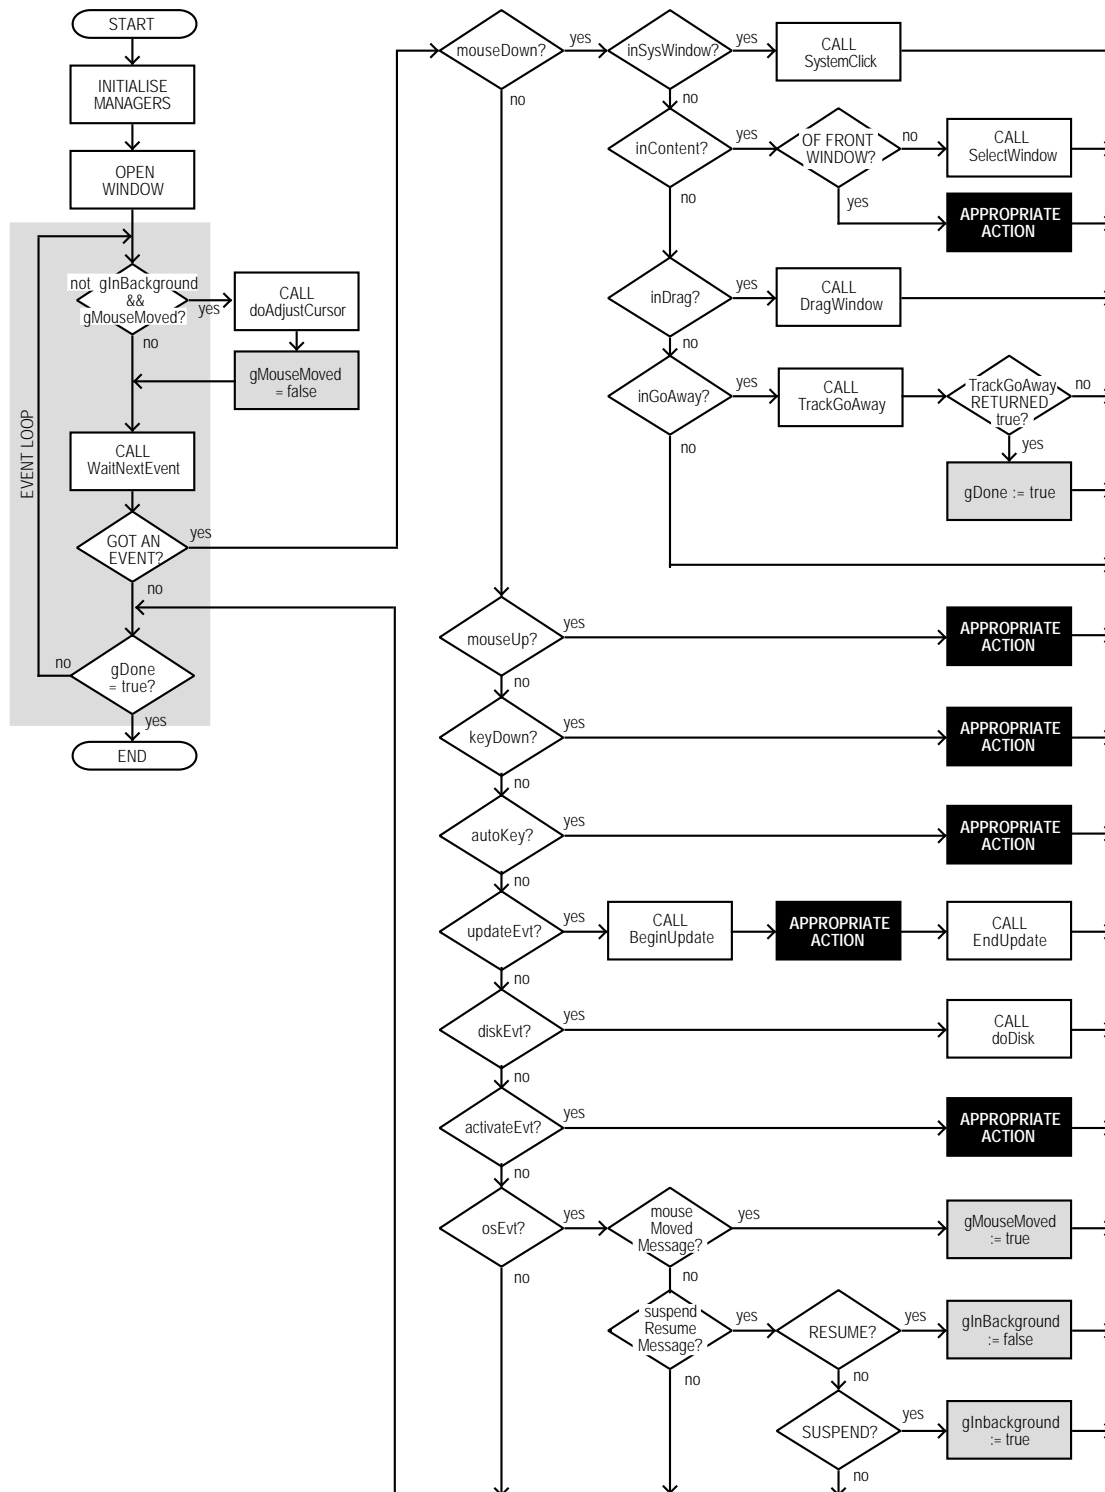 START
INITIALISE
MANAGERS
OPEN
WINDOW
EVENT LOOP
not gInBackground
&&
gMouseMoved?
yes
no
CALL
doAdjustCursor
gMouseMoved
= false
CALL
WaitNextEvent
GOT AN
EVENT?
yes
no
gDone
= true?
no
yes
END
mouseDown?
yes
no
inSysWindow?
yes
no
CALL
SystemClick
inContent?
yes
no
OF FRONT
WINDOW?
no
yes
CALL
SelectWindow
APPROPRIATE
ACTION
inDrag?
yes
no
CALL
DragWindow
inGoAway?
yes
no
CALL
TrackGoAway
TrackGoAway
RETURNED
true?
no
yes
gDone := true
mouseUp?
yes
no
APPROPRIATE
ACTION
keyDown?
yes
no
APPROPRIATE
ACTION
autoKey?
yes
no
APPROPRIATE
ACTION
updateEvt?
yes
no
CALL
BeginUpdate
APPROPRIATE
ACTION
CALL
EndUpdate
diskEvt?
yes
no
CALL
doDisk
activateEvt?
yes
no
APPROPRIATE
ACTION
osEvt?
yes
no
mouse
Moved
Message?
yes
no
gMouseMoved
:= true
suspend
Resume
Message?
yes
no
RESUME?
yes
no
gInBackground
:= false
SUSPEND?
yes
no
gInbackground
:= true